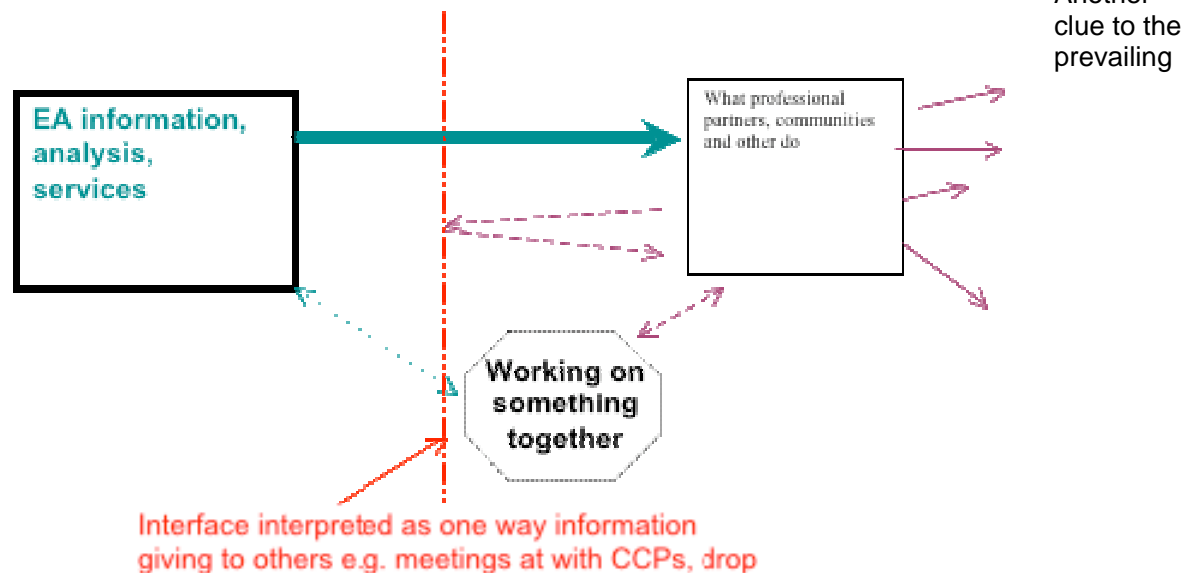 clue to the
prevailing
EA information,
analysis,
services
What professional
partners, communities
and other do
Working on
something
together
Interface interpreted as one way information
giving to others e.g. meetings at with CCPs, drop